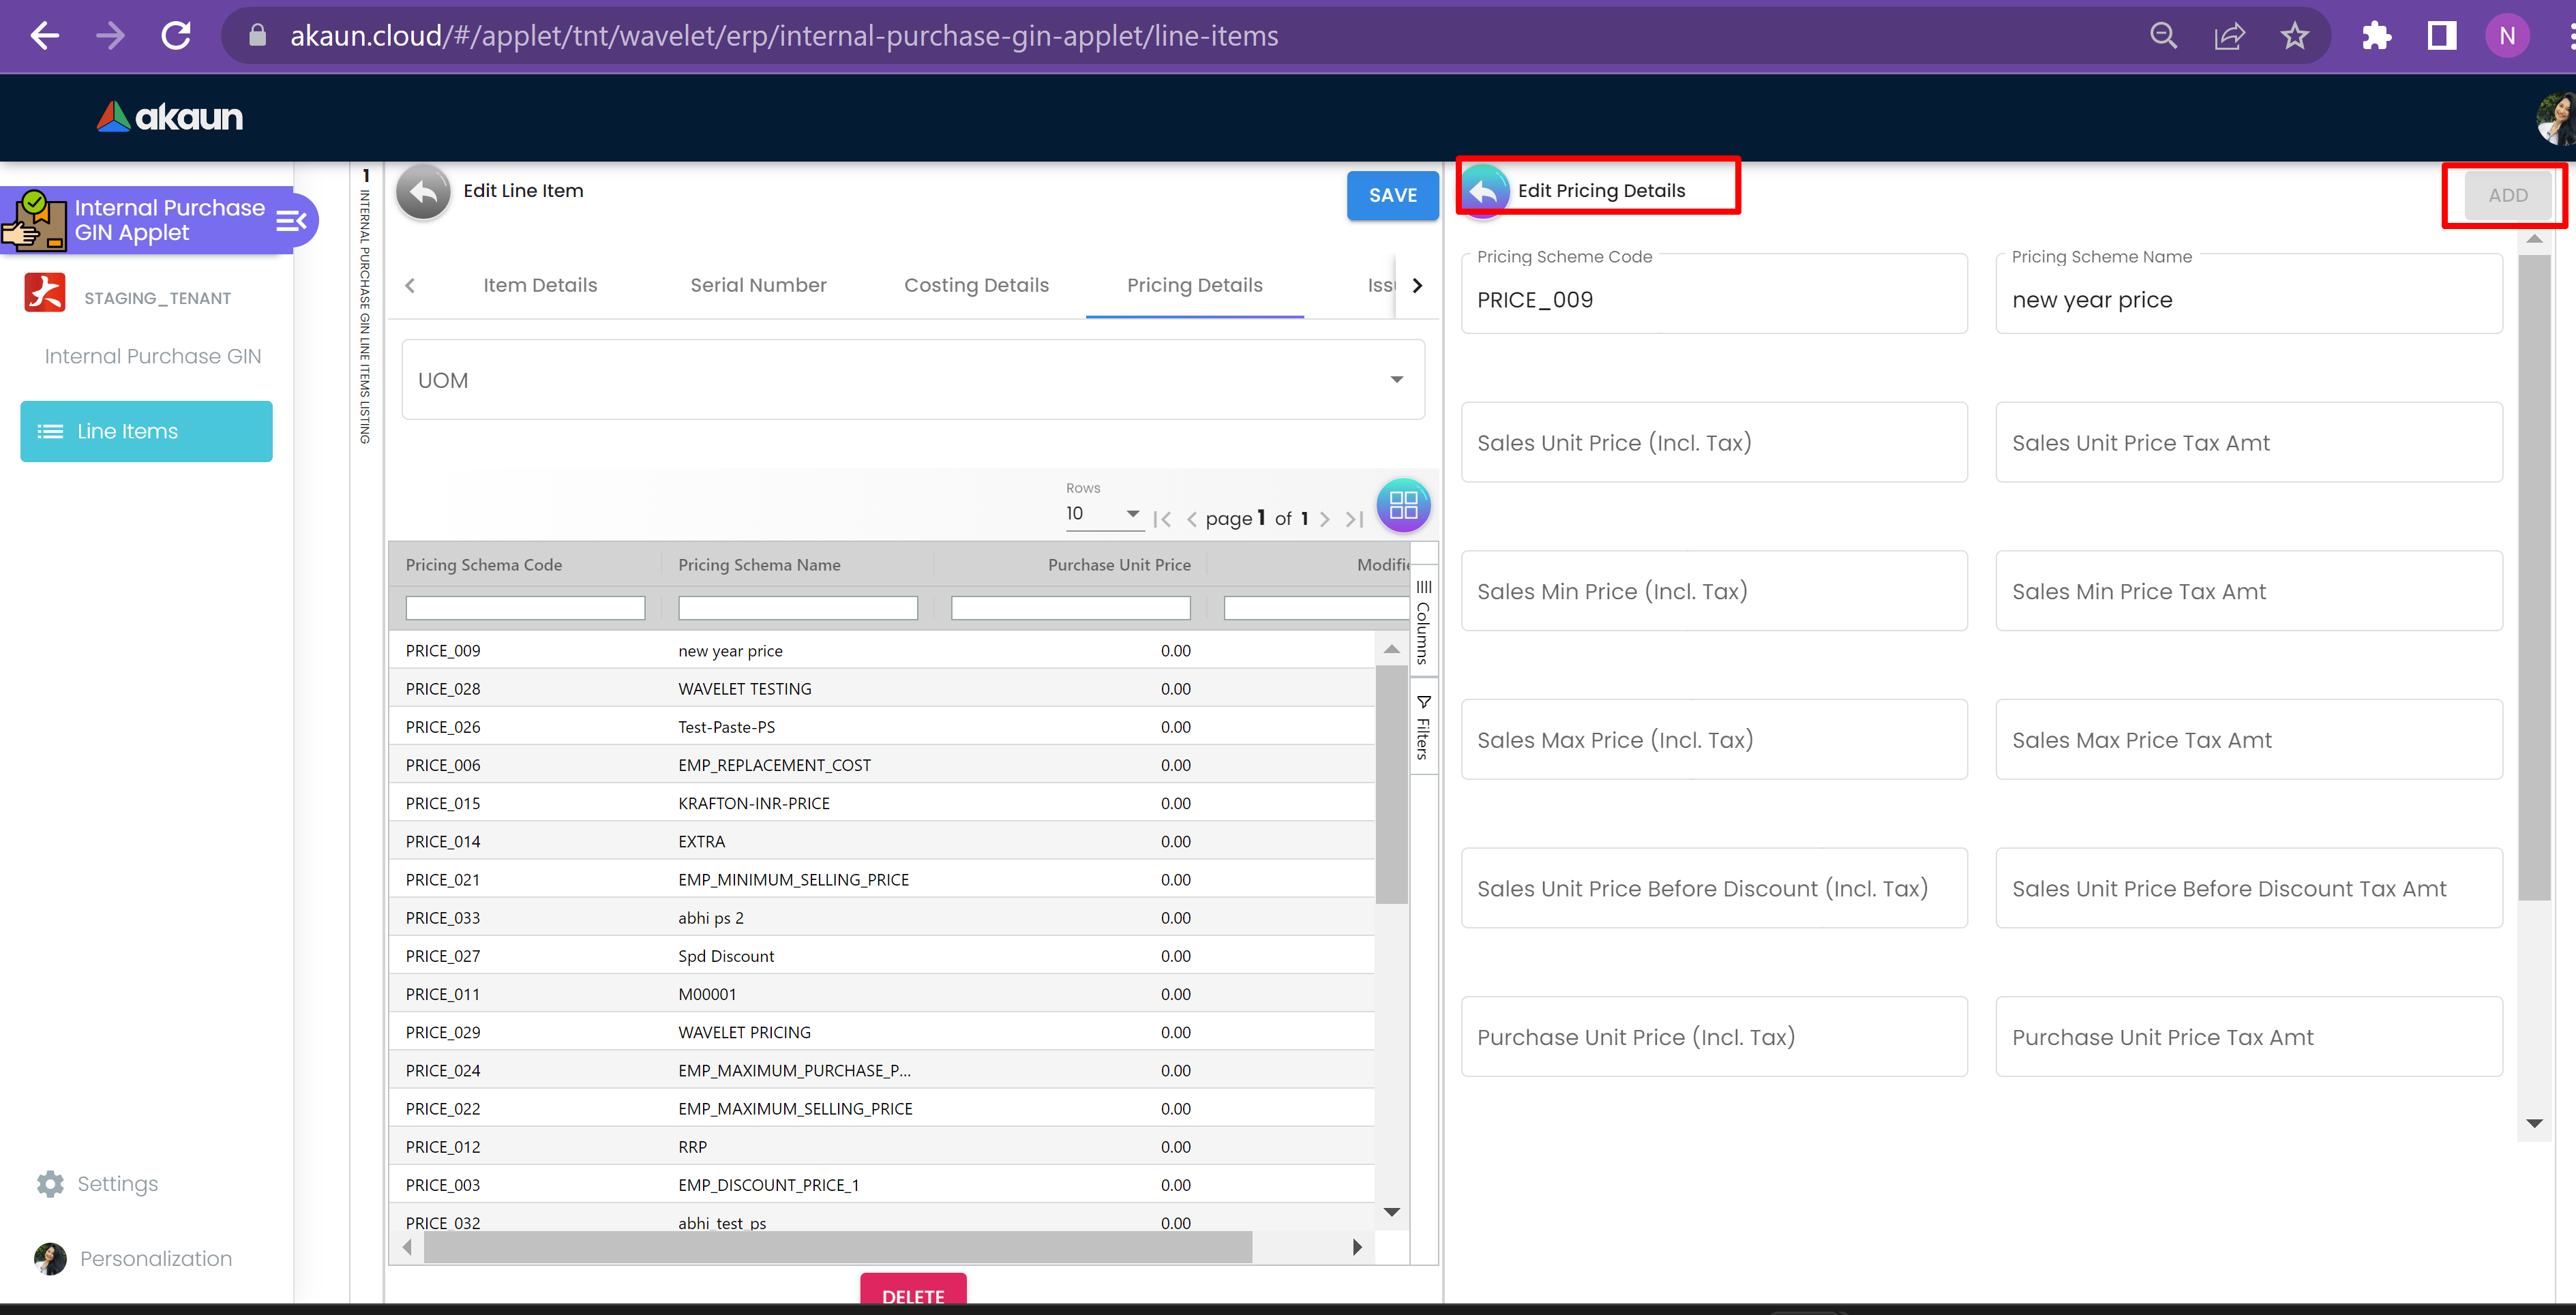 akaun.cloud/#/applet/tnt/wavelet/erp/internal-purchase-gin-applet/line-items
N
akaun
Internal Purchase
GIN Applet
STAGING_TENANT
Internal Purchase GIN
Line Items
Settings
Personalization
1 INTERNAL PURCHASE GIN LINE ITEMS LISTING
Edit Line Item
SAVE
Item Details Serial Number Costing Details Pricing Details
UOM
Rows
10 page 1 of 1
Pricing Schema Code Pricing Schema Name Purchase Unit Price Modifi
PRICE_009 new year price 0.00
PRICE_028 WAVELET TESTING 0.00
PRICE_026 Test-Paste-PS 0.00
PRICE_006 EMP_REPLACEMENT_COST 0.00
PRICE_015 KRAFTON-INR-PRICE 0.00
PRICE_014 EXTRA 0.00
PRICE_021 EMP_MINIMUM_SELLING_PRICE 0.00
PRICE_033 abhi ps 2 0.00
PRICE_027 Spd Discount 0.00
PRICE_011 M00001 0.00
PRICE_029 WAVELET PRICING 0.00
PRICE_024 EMP_MAXIMUM_PURCHASE_P... 0.00
PRICE_022 EMP_MAXIMUM_SELLING_PRICE 0.00
PRICE_012 RRP 0.00
PRICE_003 EMP_DISCOUNT_PRICE_1 0.00
PRICE_032 abhi_test_ps 0.00
Columns
Filters
DELETE
Edit Pricing Details
ADD
Pricing Scheme Code Pricing Scheme Name
PRICE_009 new year price
Sales Unit Price (Incl. Tax) Sales Unit Price Tax Amt
Sales Min Price (Incl. Tax) Sales Min Price Tax Amt
Sales Max Price (Incl. Tax) Sales Max Price Tax Amt
Sales Unit Price Before Discount (Incl. Tax) Sales Unit Price Before Discount Tax Amt
Purchase Unit Price (Incl. Tax) Purchase Unit Price Tax Amt